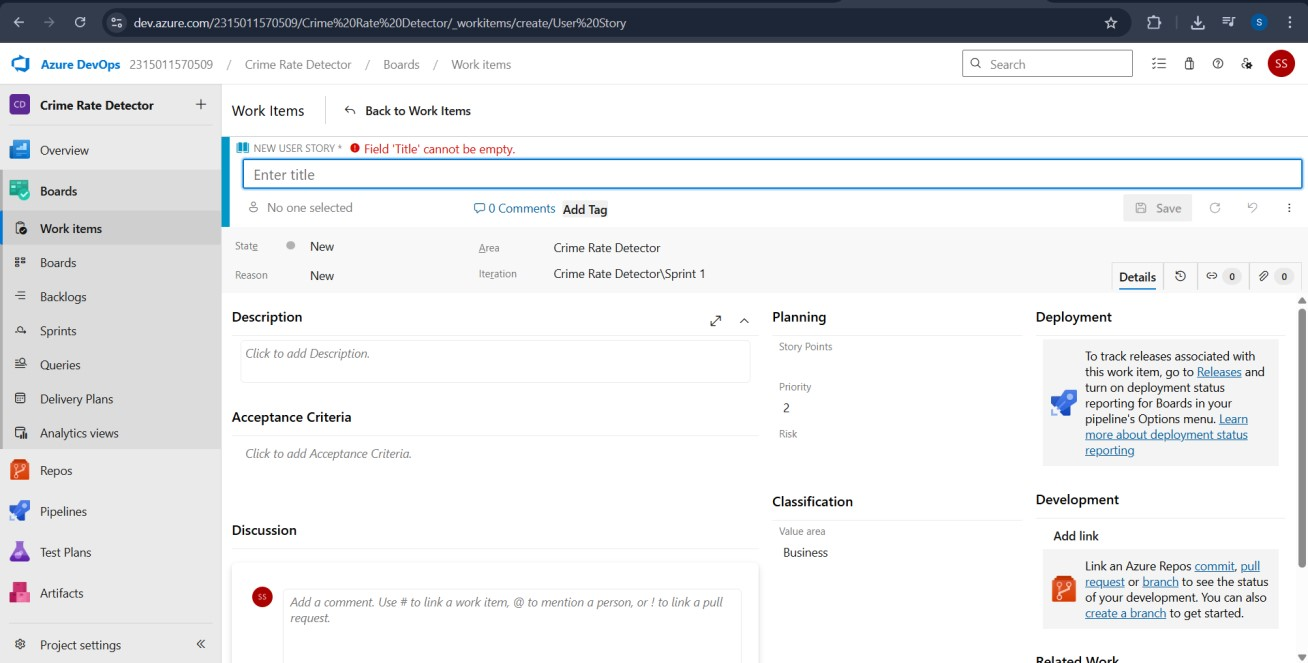 dev.azure.com/2315011570509/Crime%20Rate%20Detector/_workitems/create/User%20Story
S
Azure DevOps 2315011570509 / Crime Rate Detector / Boards / Work items
Search
SS
CD Crime Rate Detector +
Overview
Boards
Work items
Boards
Backlogs
Sprints
Queries
Delivery Plans
Analytics views
Repos
Pipelines
Test Plans
Artifacts
Project settings
Work Items
Back to Work Items
NEW USER STORY * Field 'Title' cannot be empty.
Enter title
No one selected
0 Comments
Add Tag
Save
State New
Area Crime Rate Detector
Reason New
Iteration Crime Rate Detector\Sprint 1
Details
0
0
Description
Click to add Description.
Acceptance Criteria
Click to add Acceptance Criteria.
Discussion
SS
Add a comment. Use # to link a work item, @ to mention a person, or ! to link a pull
request.
Planning
Story Points
Priority
2
Risk
Classification
Value area
Business
Deployment
To track releases associated with
this work item, go to Releases and
turn on deployment status
reporting for Boards in your
pipeline's Options menu. Learn
more about deployment status
reporting
Development
Add link
Link an Azure Repos commit, pull
request or branch to see the status
of your development. You can also
create a branch to get started.
Related Work